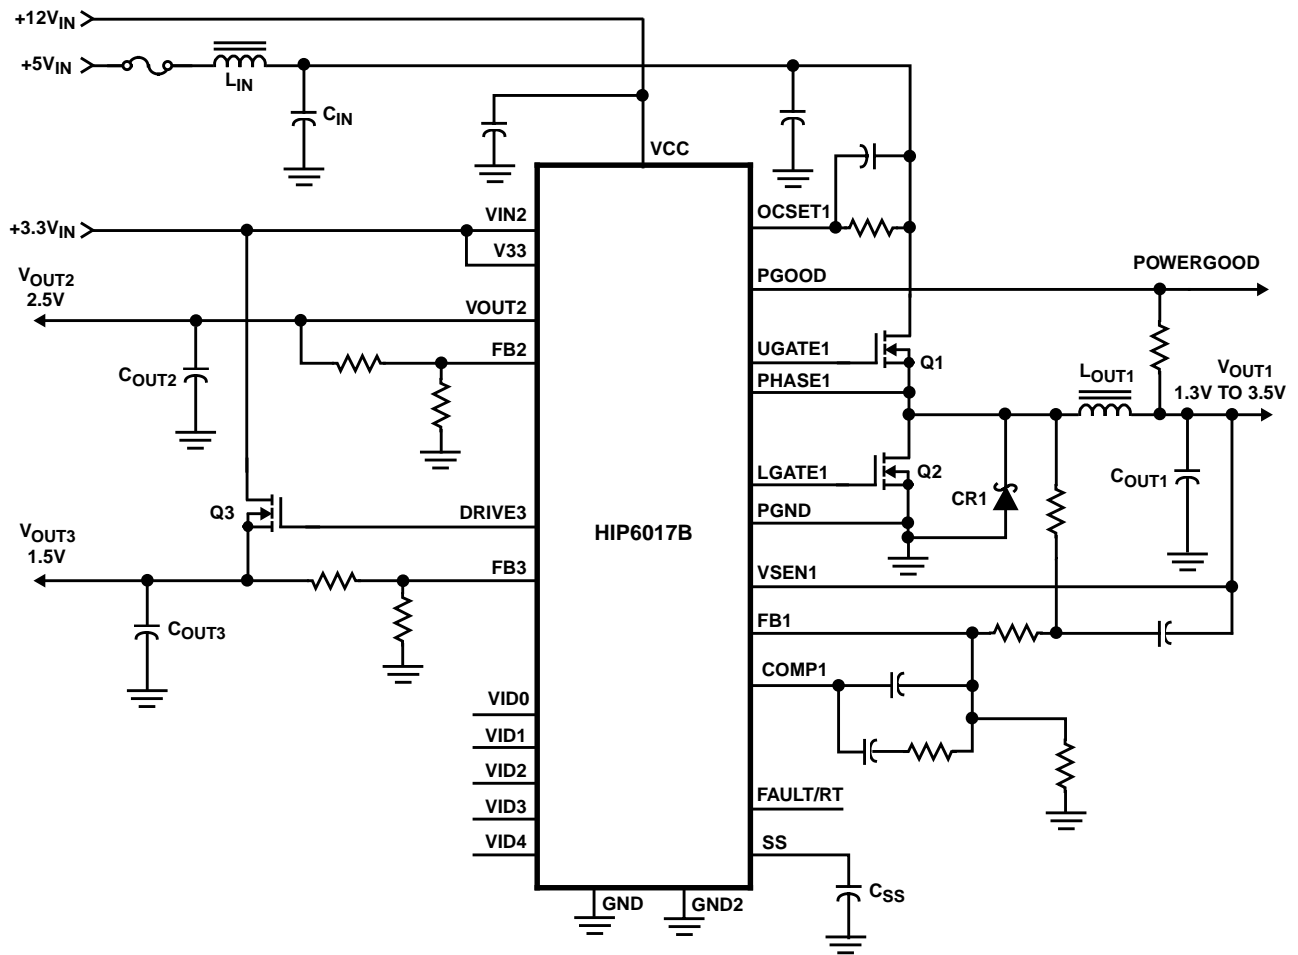 +12VIN
+5VIN
LIN
CIN
VCC
+3.3VIN
VIN2
V33
OCSET1
PGOOD
POWERGOOD
VOUT2
2.5V
VOUT2
FB2
COUT2
UGATE1
Q1
PHASE1
LOUT1
VOUT1
1.3V TO 3.5V
LGATE1
Q2
CR1
COUT1
PGND
Q3
DRIVE3
HIP6017B
VOUT3
1.5V
FB3
COUT3
VSEN1
FB1
COMP1
VID0
VID1
VID2
VID3
VID4
FAULT/RT
SS
CSS
GND
GND2